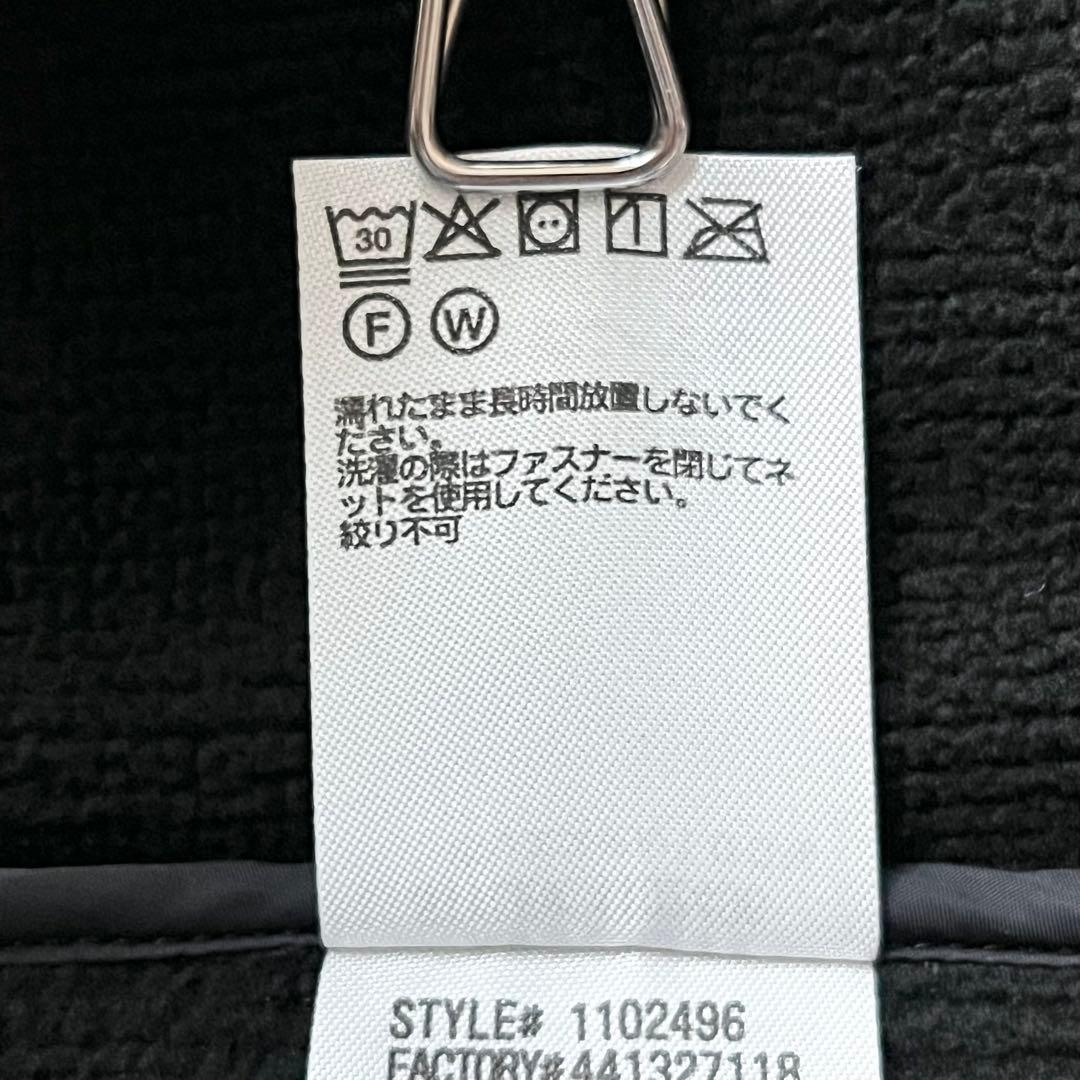 30
F W
濡れたまま長時間放置しないでく
ださい。
洗濯の際はファスナーを閉じてネ
ットを使用してください。
絞り不可
STYLE# 1102496
FACTORY#441327118